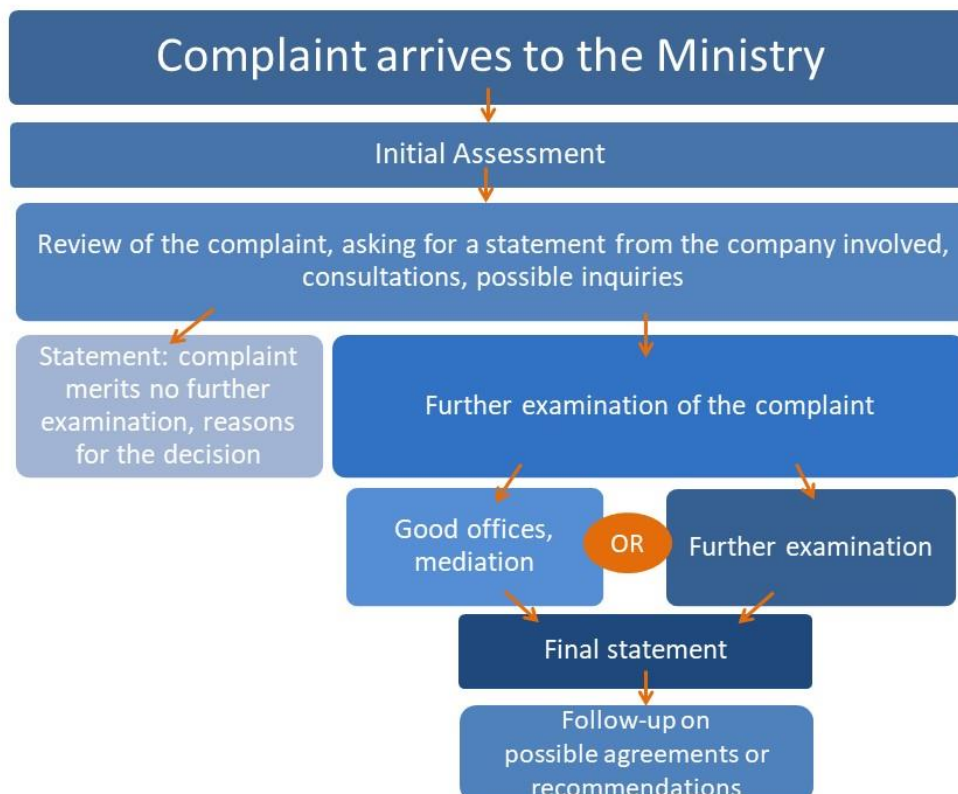 Complaint arrives to the Ministry
Initial Assessment
Review of the complaint, asking for a statement from the company involved,
consultations, possible inquiries
Statement: complaint
merits no further
examination, reasons
for the decision
Further examination of the complaint
Good offices,
mediation
OR
Further examination
Final statement
Follow-up on
possible agreements or
recommendations